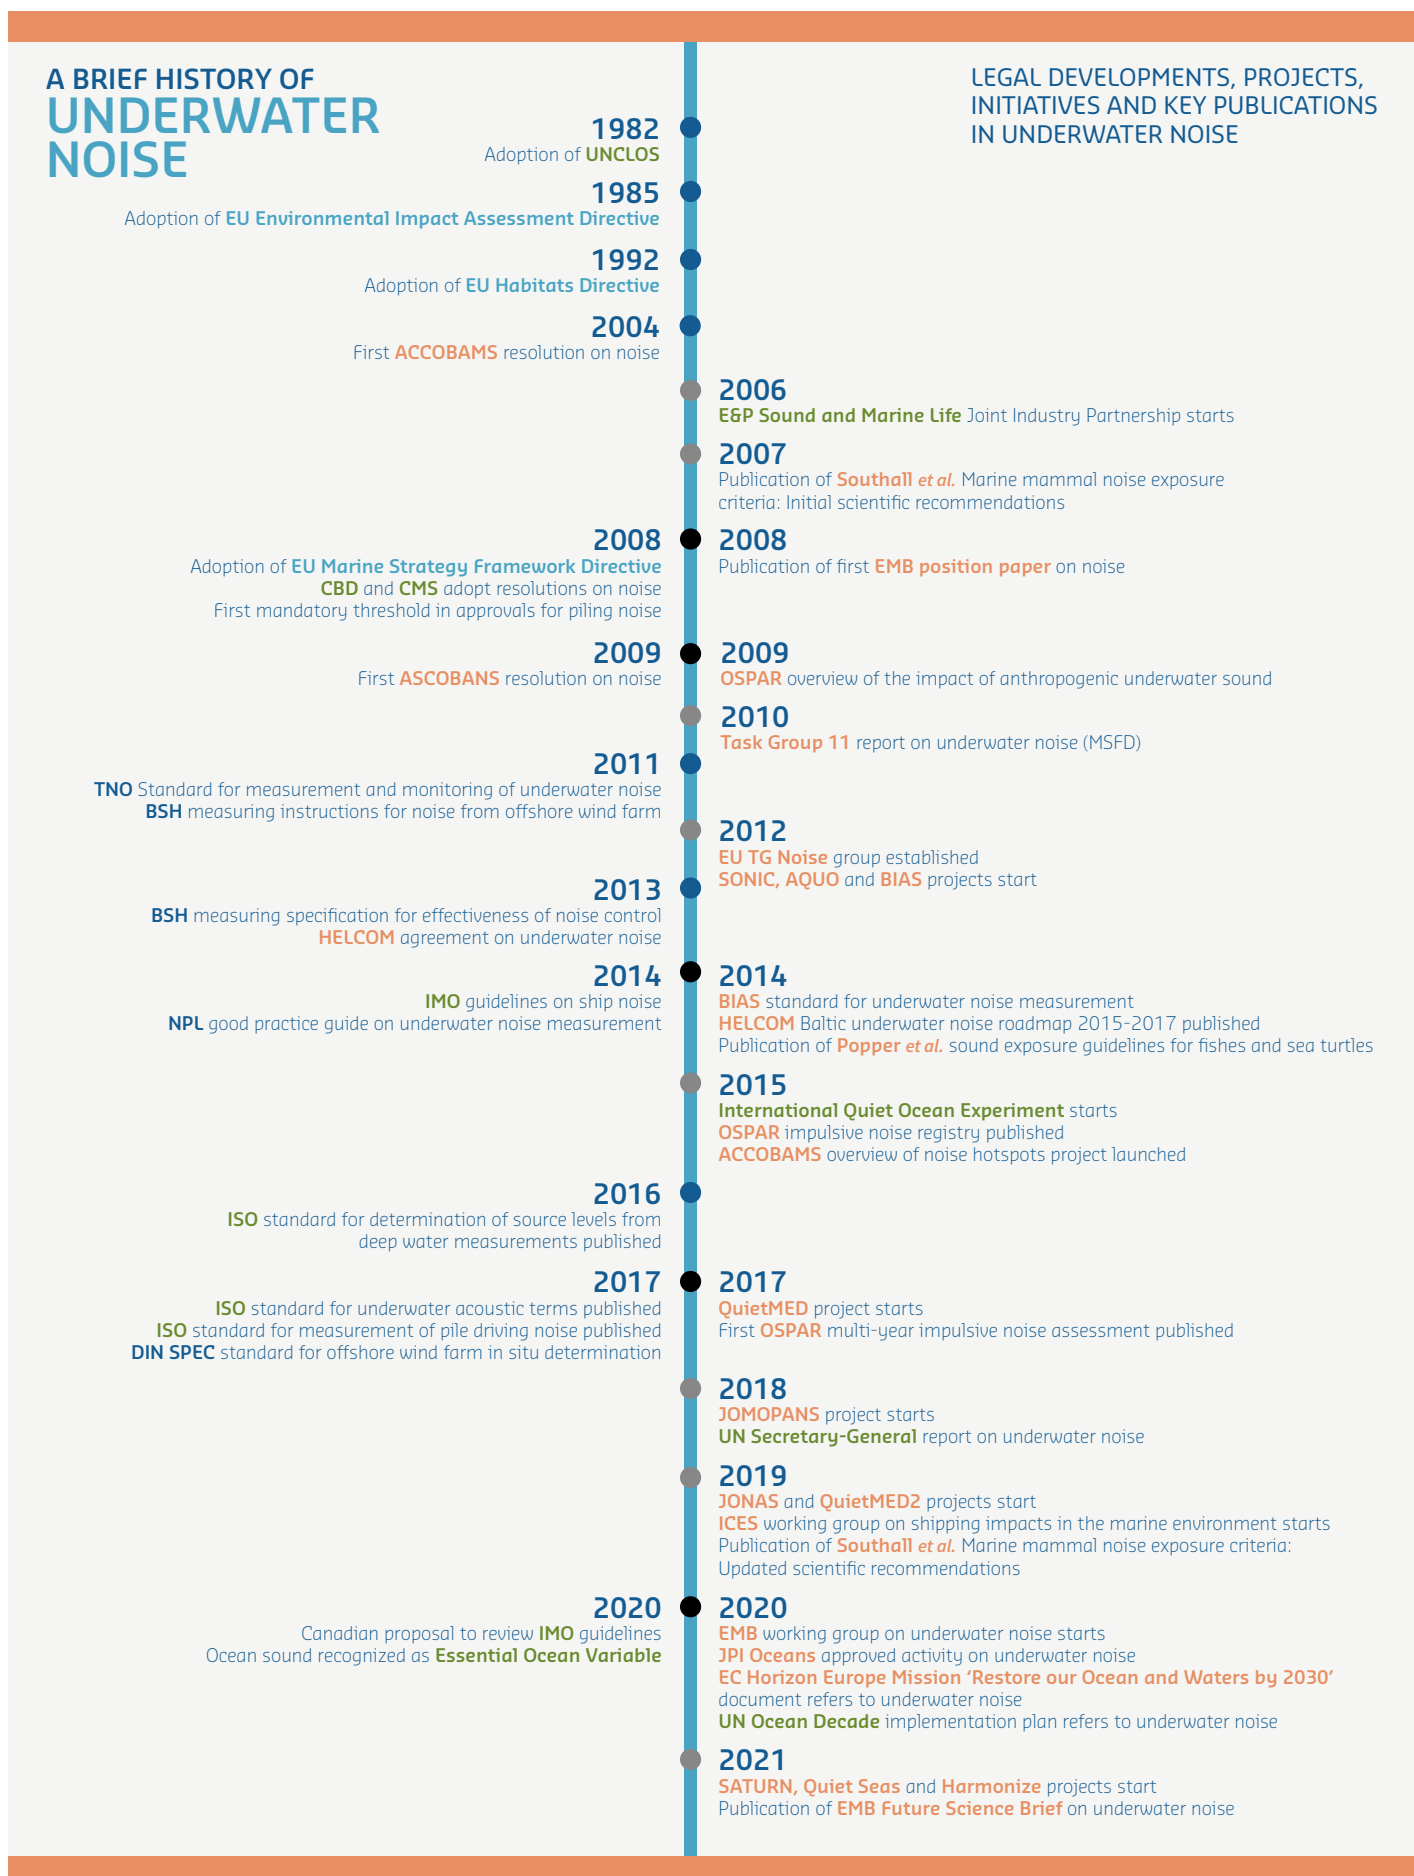 A BRIEF HISTORY OF
UNDERWATER
NOISE
LEGAL DEVELOPMENTS, PROJECTS,
INITIATIVES AND KEY PUBLICATIONS
IN UNDERWATER NOISE
1982
Adoption of UNCLOS
1985
Adoption of EU Environmental Impact Assessment Directive
1992
Adoption of EU Habitats Directive
2004
First ACCOBAMS resolution on noise
2006
E&P Sound and Marine Life Joint Industry Partnership starts
2007
Publication of Southall et al. Marine mammal noise exposure
criteria: Initial scientific recommendations
2008
Adoption of EU Marine Strategy Framework Directive
CBD and CMS adopt resolutions on noise
First mandatory threshold in approvals for piling noise
2008
Publication of first EMB position paper on noise
2009
First ASCOBANS resolution on noise
2009
OSPAR overview of the impact of anthropogenic underwater sound
2010
Task Group 11 report on underwater noise (MSFD)
2011
TNO Standard for measurement and monitoring of underwater noise
BSH measuring instructions for noise from offshore wind farm
2012
EU TG Noise group established
SONIC, AQUO and BIAS projects start
2013
BSH measuring specification for effectiveness of noise control
HELCOM agreement on underwater noise
2014
IMO guidelines on ship noise
NPL good practice guide on underwater noise measurement
2014
BIAS standard for underwater noise measurement
HELCOM Baltic underwater noise roadmap 2015-2017 published
Publication of Popper et al. sound exposure guidelines for fishes and sea turtles
2015
International Quiet Ocean Experiment starts
OSPAR impulsive noise registry published
ACCOBAMS overview of noise hotspots project launched
2016
ISO standard for determination of source levels from
deep water measurements published
2017
ISO standard for underwater acoustic terms published
ISO standard for measurement of pile driving noise published
DIN SPEC standard for offshore wind farm in situ determination
2017
QuietMED project starts
First OSPAR multi-year impulsive noise assessment published
2018
JOMOPANS project starts
UN Secretary-General report on underwater noise
2019
JONAS and QuietMED2 projects start
ICES working group on shipping impacts in the marine environment starts
Publication of Southall et al. Marine mammal noise exposure criteria:
Updated scientific recommendations
2020
Canadian proposal to review IMO guidelines
Ocean sound recognized as Essential Ocean Variable
2020
EMB working group on underwater noise starts
JPI Oceans approved activity on underwater noise
EC Horizon Europe Mission ‘Restore our Ocean and Waters by 2030’
document refers to underwater noise
UN Ocean Decade implementation plan refers to underwater noise
2021
SATURN, Quiet Seas and Harmonize projects start
Publication of EMB Future Science Brief on underwater noise